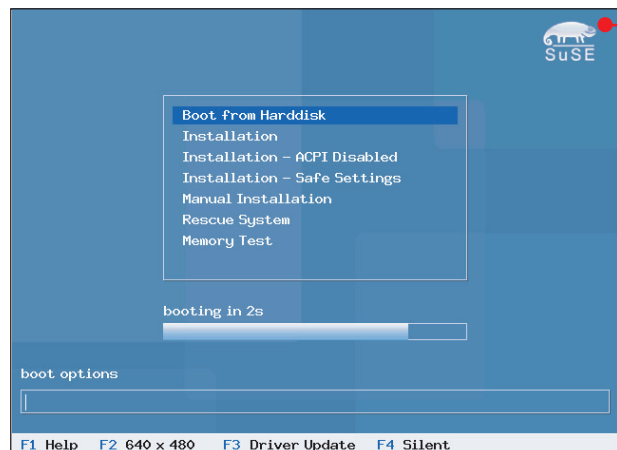 SuSE
Boot from Harddisk
Installation
Installation – ACPI Disabled
Installation – Safe Settings
Manual Installation
Rescue System
Memory Test
booting in 2s
boot options
F1 Help F2 640 x 480 F3 Driver Update F4 Silent